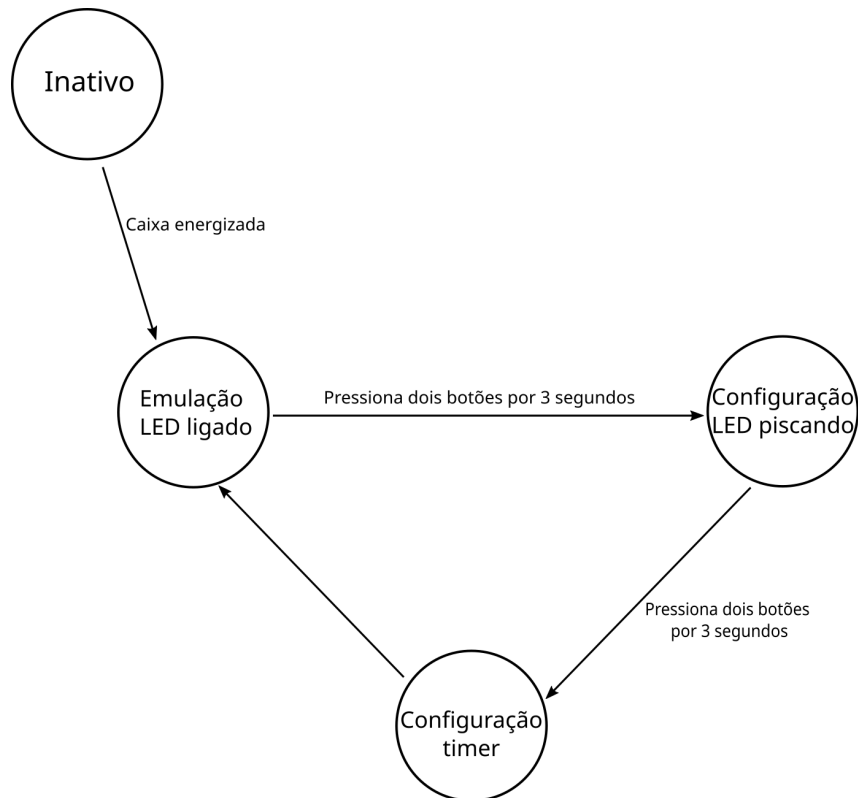 Inativo
Caixa energizada
Emulação
LED ligado
Pressiona dois botões por 3 segundos
Configuração
LED piscando
Pressiona dois botões
por 3 segundos
Configuração
timer